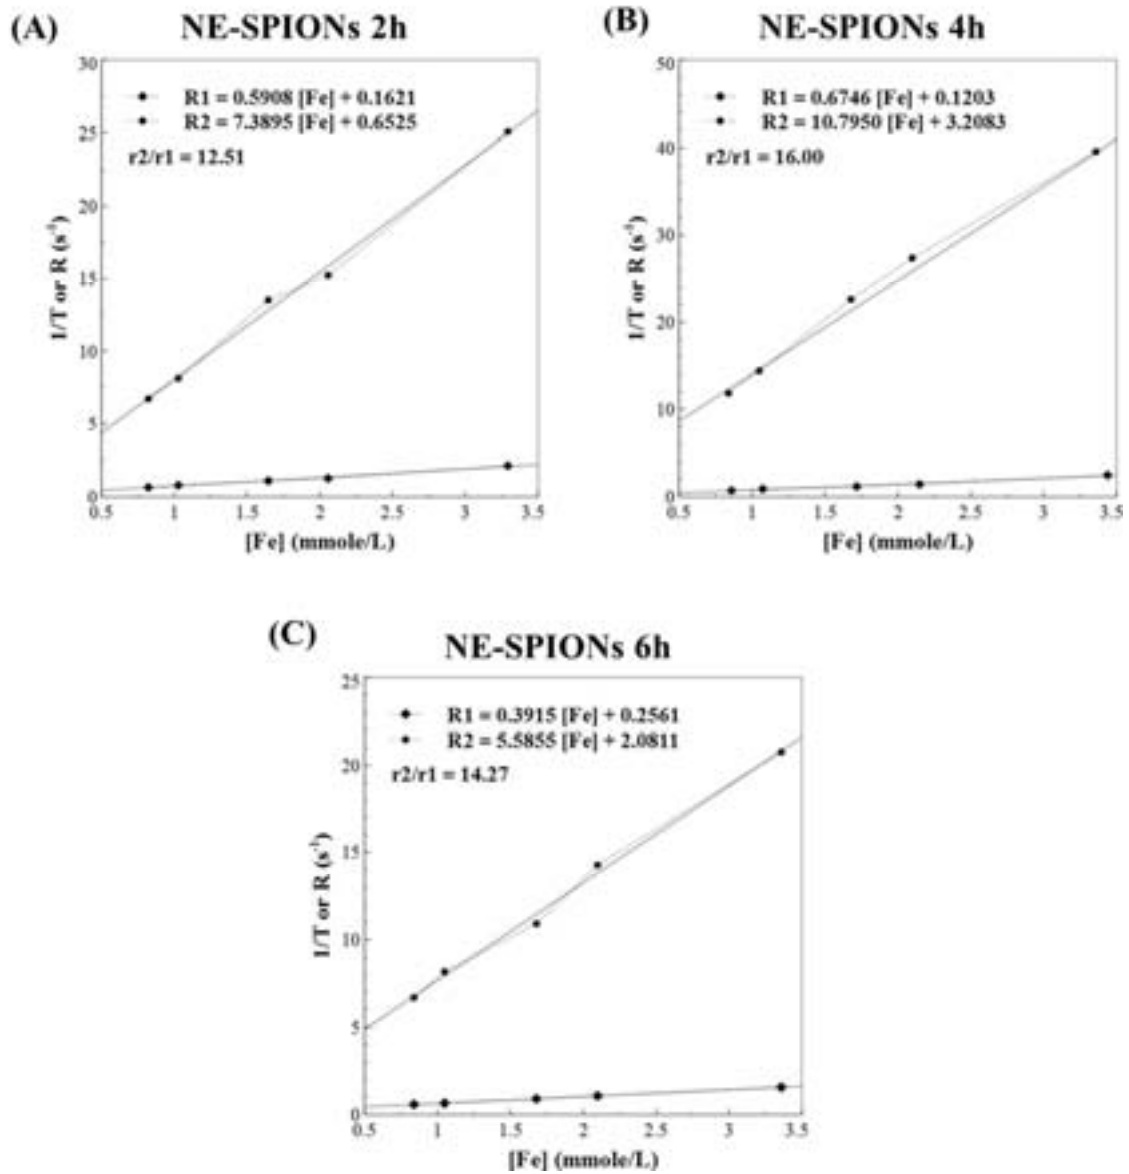 (A)
NE-SPIONs 2h
30
25
20
15
10
5
0
R1 = 0.5908 [Fe] + 0.1621
R2 = 7.3895 [Fe] + 0.6525
r2/r1 = 12.51
1/T or R (s⁻¹)
0.5 1 1.5 2 2.5 3 3.5
[Fe] (mmole/L)
(B)
NE-SPIONs 4h
50
40
30
20
10
0
R1 = 0.6746 [Fe] + 0.1203
R2 = 10.7950 [Fe] + 3.2083
r2/r1 = 16.00
1/T or R (s⁻¹)
0.5 1 1.5 2 2.5 3 3.5
[Fe] (mmole/L)
(C)
NE-SPIONs 6h
25
20
15
10
5
0
R1 = 0.3915 [Fe] + 0.2561
R2 = 5.5855 [Fe] + 2.0811
r2/r1 = 14.27
1/T or R (s⁻¹)
0.5 1 1.5 2 2.5 3 3.5
[Fe] (mmole/L)